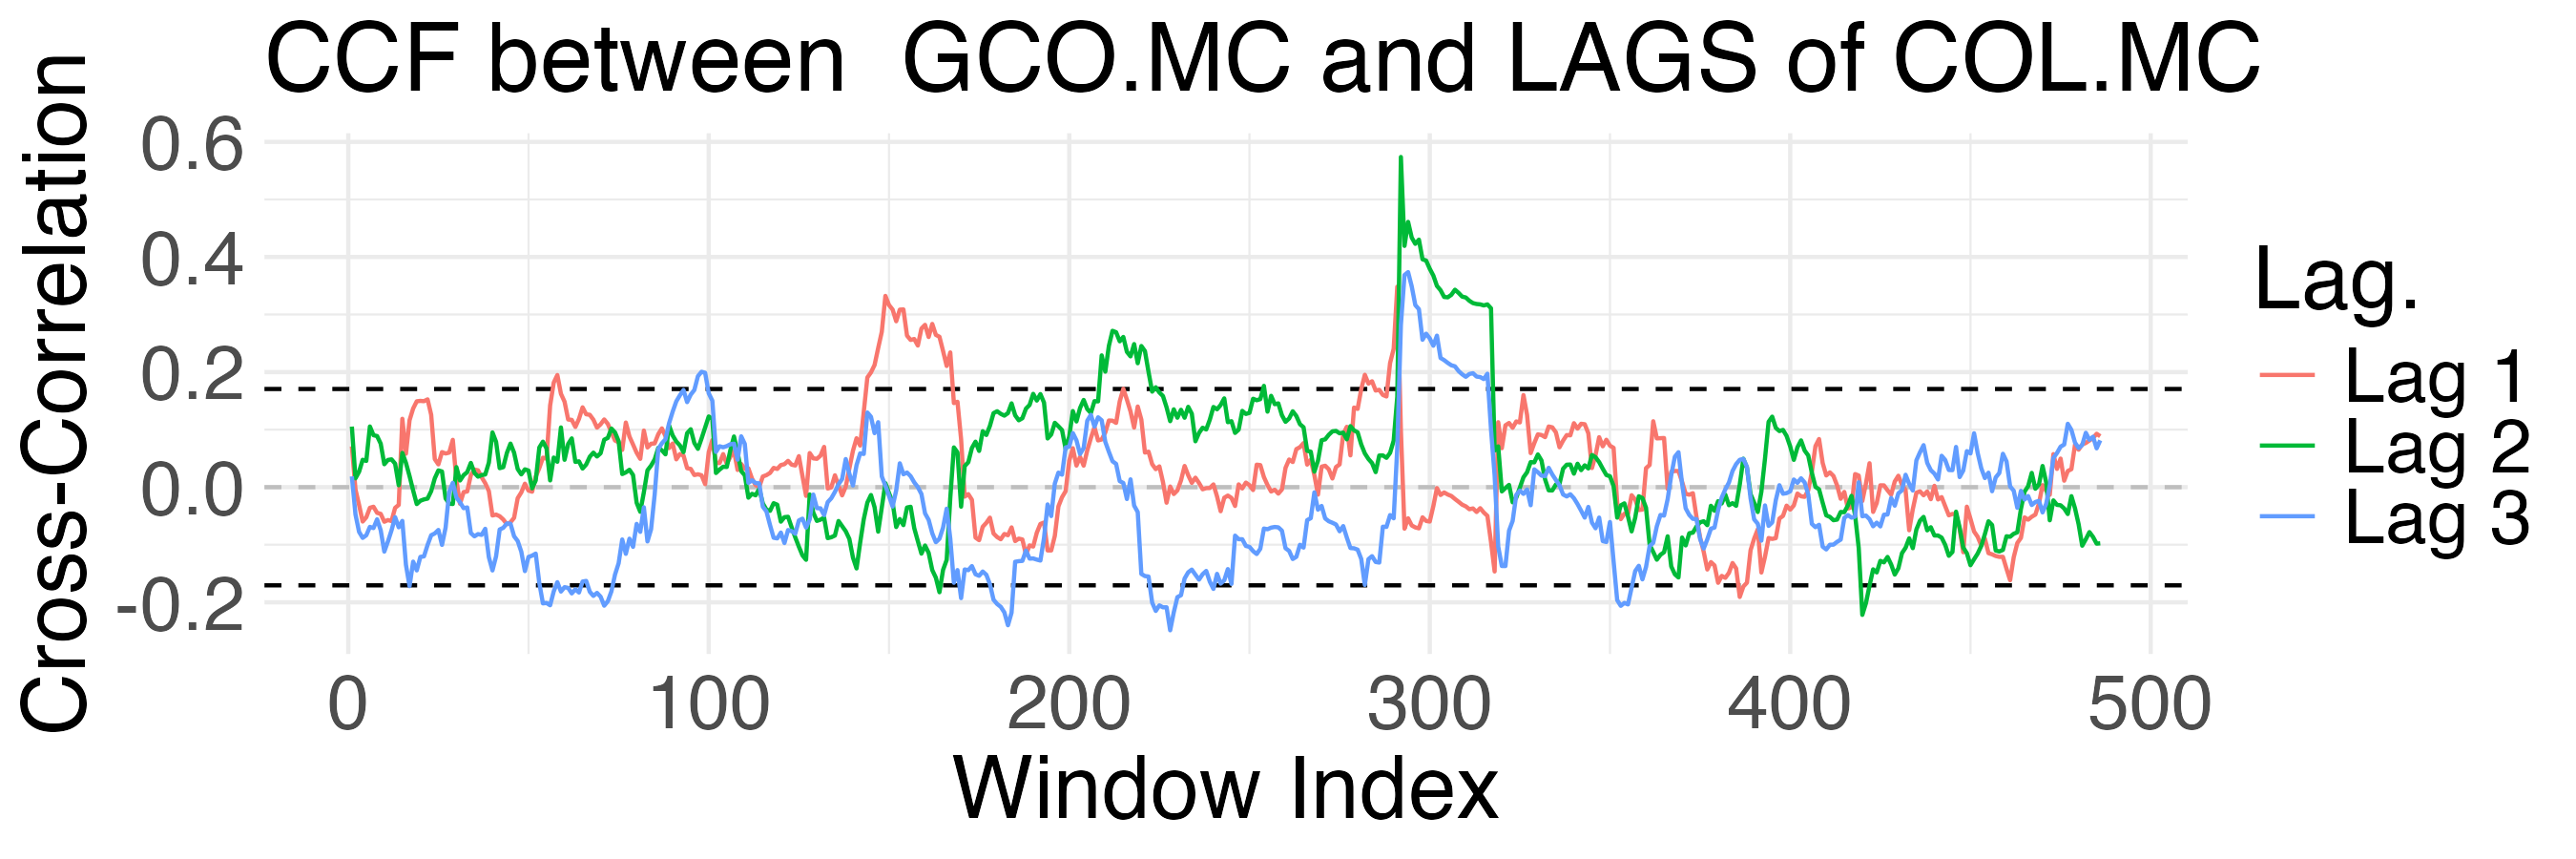 CCF between  GCO.MC and LAGS of COL.MC
Cross-Correlation
0.6
0.4
0.2
0.0
-0.2
0
100
200
300
400
500
Window Index
Lag.
Lag 1
Lag 2
Lag 3